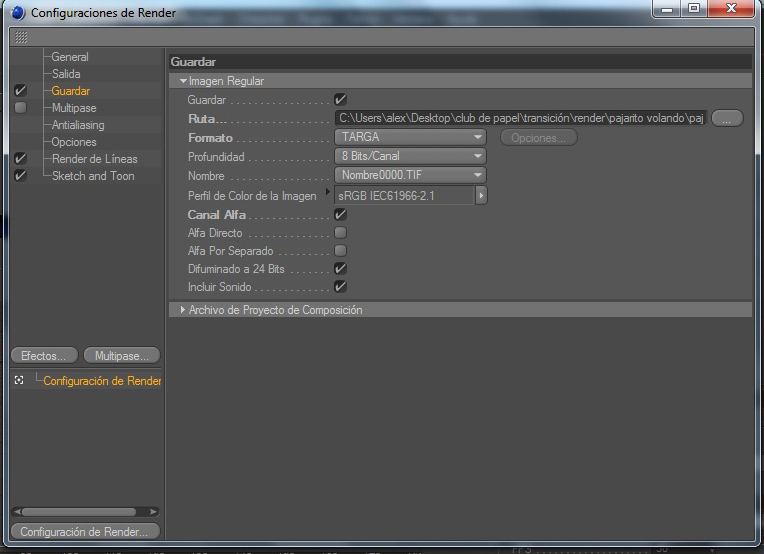 Configuraciones de Render
General
Salida
Guardar
Multipase
Antialiasing
Opciones
Render de Líneas
Sketch and Toon
Efectos...
Multipase...
Configuración de Render
Configuración de Render...
Guardar
Imagen Regular
Guardar
Ruta... C:\Users\alex\Desktop\club de papel\transición\render\pajarito volando\paj ...
Formato TARGA Opciones...
Profundidad 8 Bits/Canal
Nombre Nombre0000.TIF
Perfil de Color de la Imagen sRGB IEC61966-2.1
Canal Alfa
Alfa Directo
Alfa Por Separado
Difuminado a 24 Bits
Incluir Sonido
Archivo de Proyecto de Composición